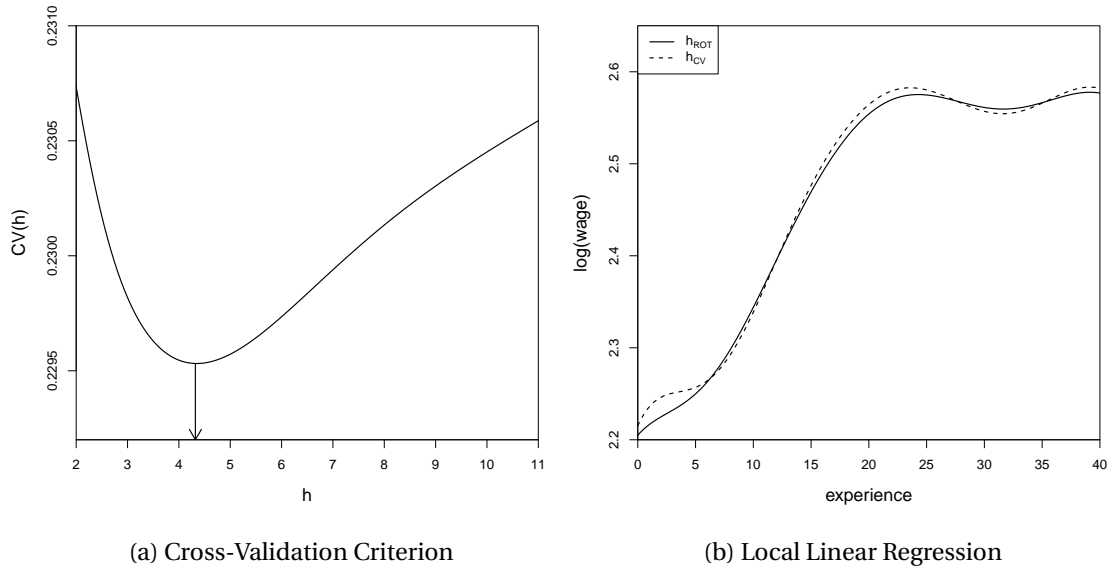 0.2295 0.2300 0.2305 0.2310
CV(h)
2 3 4 5 6 7 8 9 10 11
h
(a) Cross-Validation Criterion
h_ROT
h_CV
2.2 2.3 2.4 2.5 2.6
log(wage)
0 5 10 15 20 25 30 35 40
experience
(b) Local Linear Regression